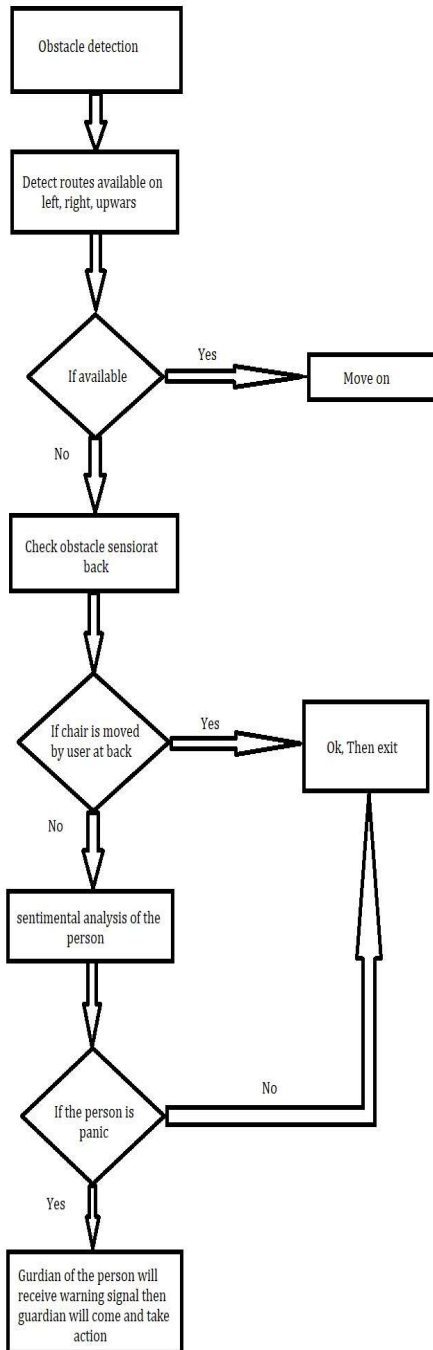 Obstacle detection
Detect routes available on
left, right, upwars
If available
Yes
Move on
No
Check obstacle sensiorat
back
If chair is moved
by user at back
Yes
Ok, Then exit
No
sentimental analysis of the
person
If the person is
panic
No
Yes
Gurdian of the person will
receive warning signal then
guardian will come and take
action